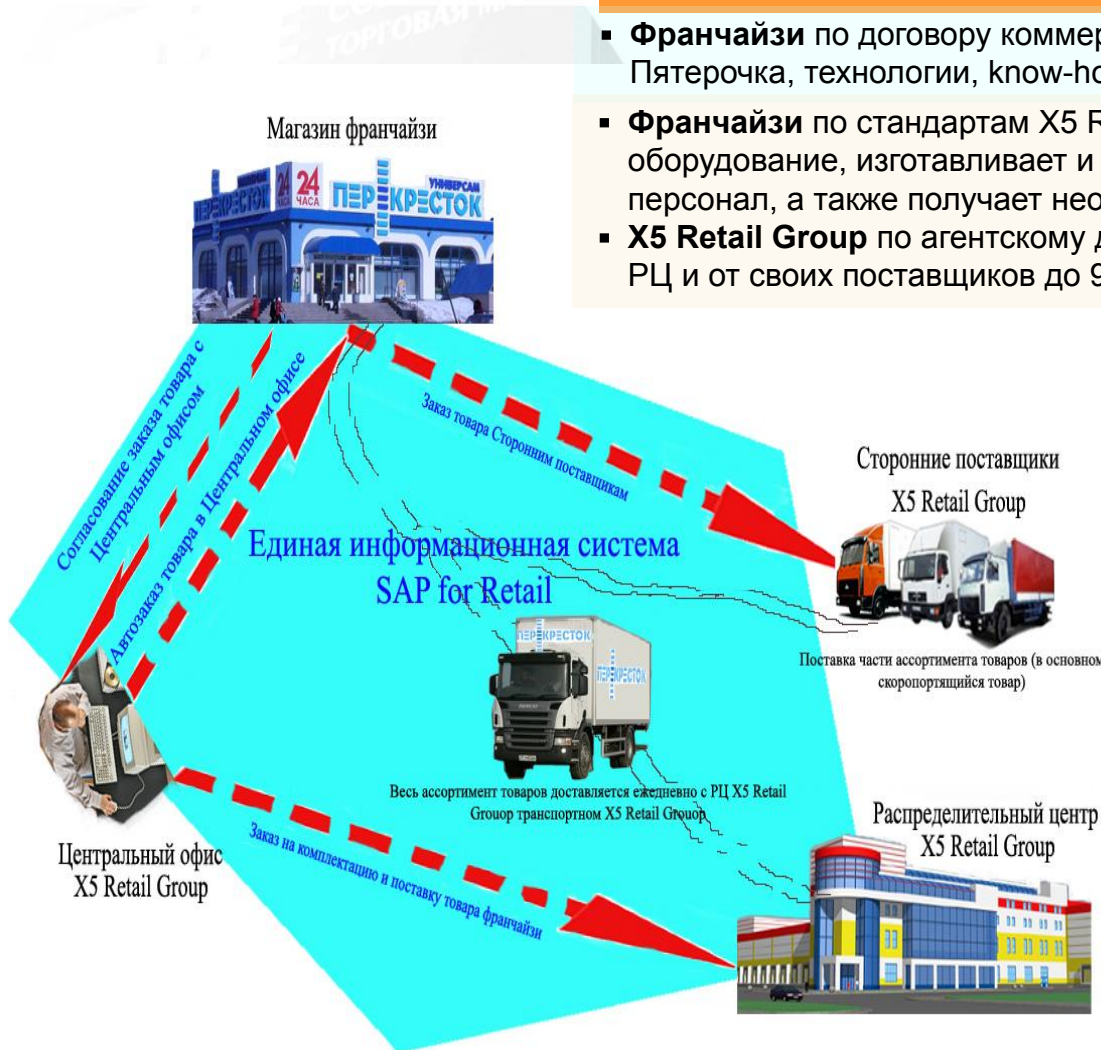 ТОРГОВАЯ
Франчайзи по договору коммер
Пятерочка, технологии, know-ho
Франчайзи по стандартам X5 R
оборудование, изготавливает и
персонал, а также получает нео
X5 Retail Group по агентскому д
РЦ и от своих поставщиков до 9
Магазин франчайзи
ПЕРЕКРЕСТОК
24
ЧАСА
24
ЧАСА
ПЕРЕКРЕСТОК
УНИВЕРСАМ
Согласование заказа товара с
Центральным офисом
Автозаказ товара в Центральном офисе
Заказ товара Сторонним поставщикам
Единая информационная система
SAP for Retail
Сторонние поставщики
X5 Retail Group
Поставка части ассортимента товаров (в основном
скоропортящийся товар)
ПЕРЕКРЕСТОК
ПЕРЕКРЕСТОК
Весь ассортимент товаров доставляется ежедневно с РЦ X5 Retail
Grouop транспортном X5 Retail Grouop
Распределительный центр
X5 Retail Group
Центральный офис
X5 Retail Group
Заказ на комплектацию и поставку товара франчайзи